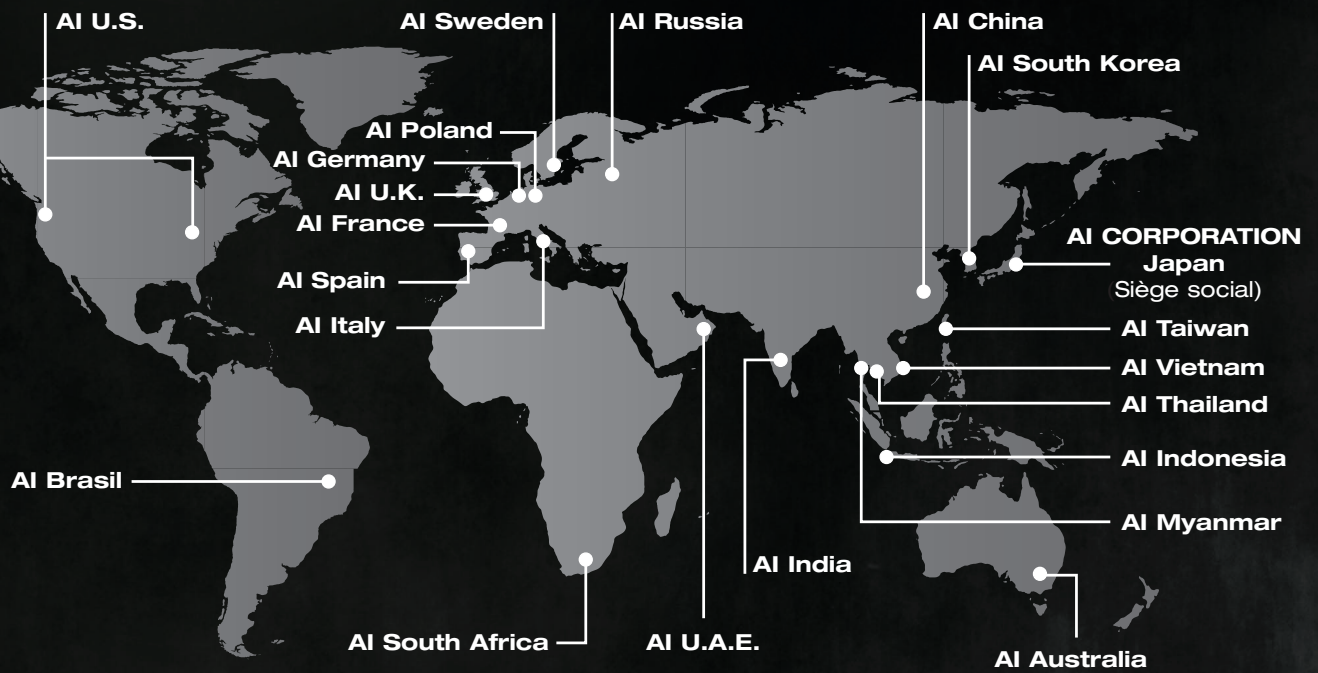 AI U.S.
AI Sweden
AI Russia
AI China
AI South Korea
AI Poland
AI Germany
AI U.K.
AI France
AI Spain
AI Italy
AI CORPORATION
Japan
(Siège social)
AI Taiwan
AI Vietnam
AI Thailand
AI Indonesia
AI Myanmar
AI Brasil
AI India
AI South Africa
AI U.A.E.
AI Australia